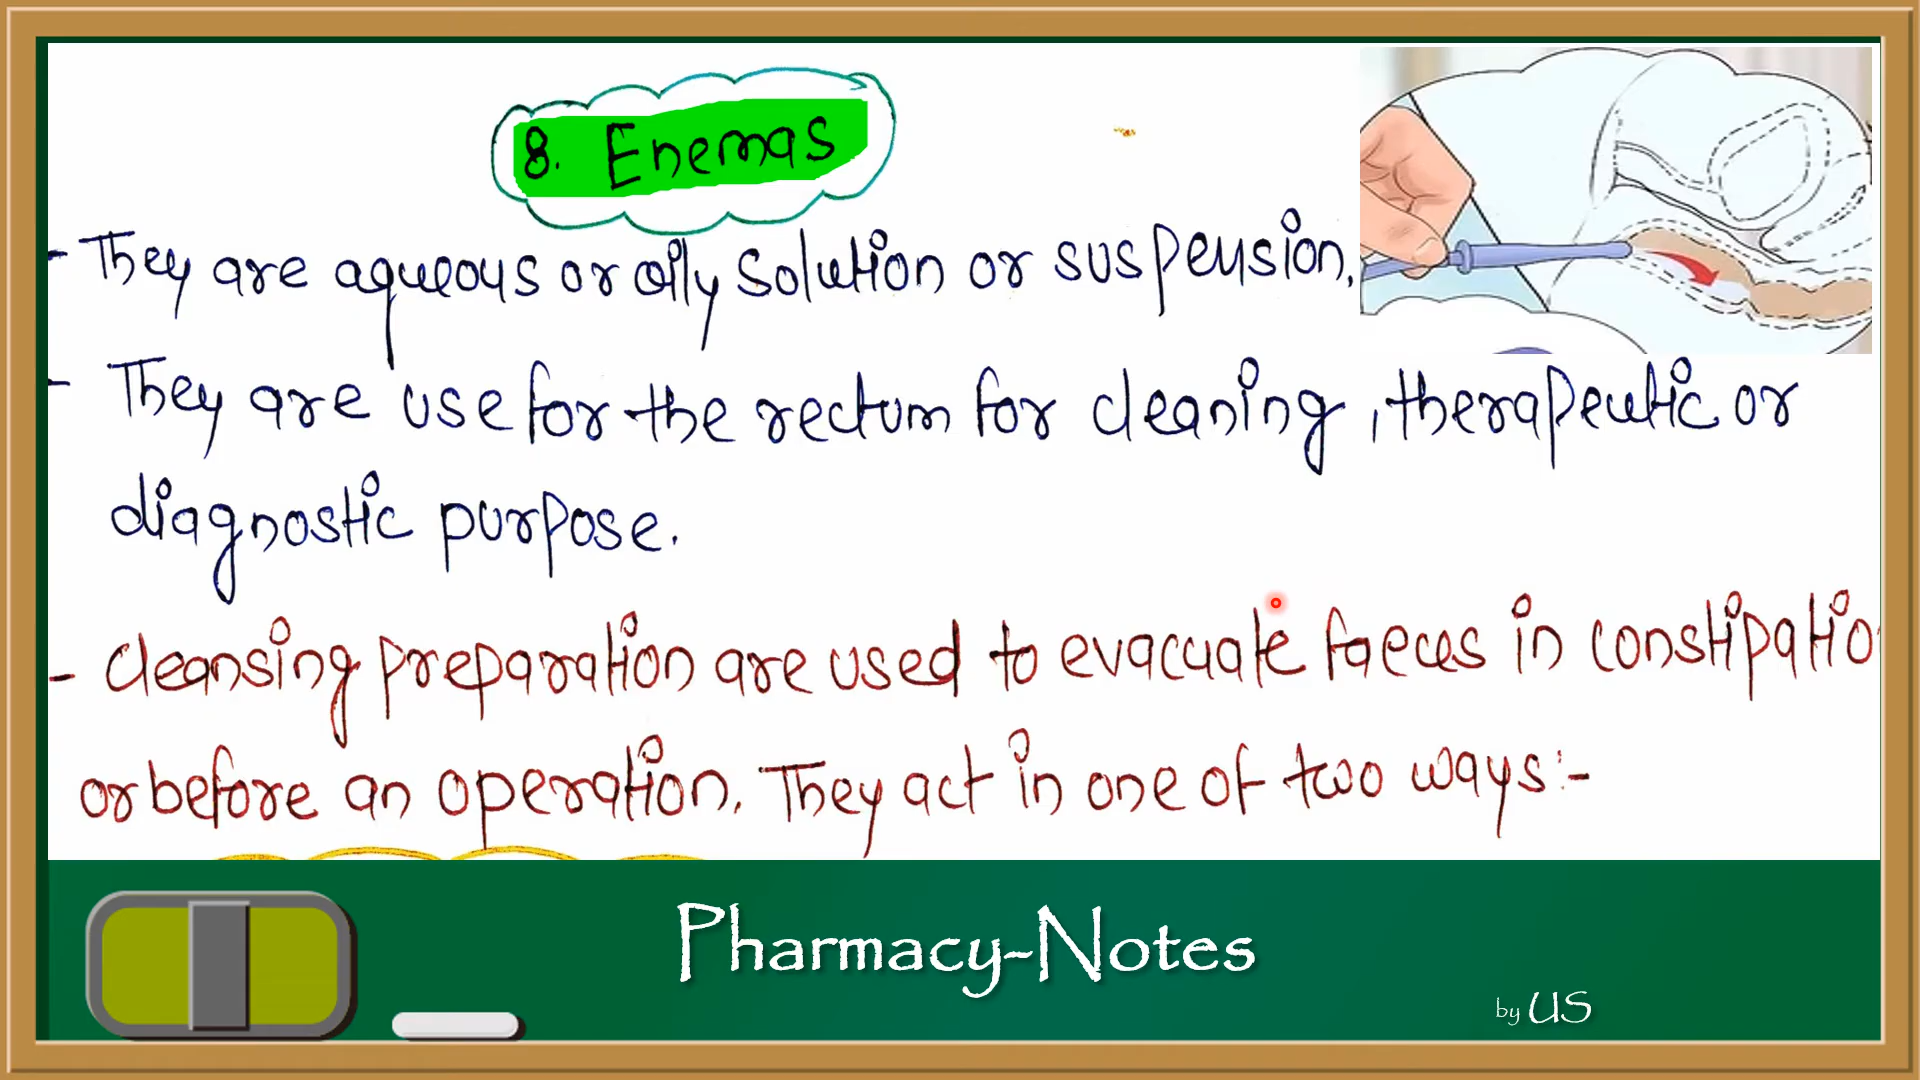 8. Enemas
- They are aqueous or oily solution or suspension.
- They are use for the rectum for cleaning, therapeutic or
diagnostic purpose.
- Cleansing preparation are used to evacuate faeces in constipatio
or before an operation. They act in one of two ways:-
Pharmacy-Notes
by US